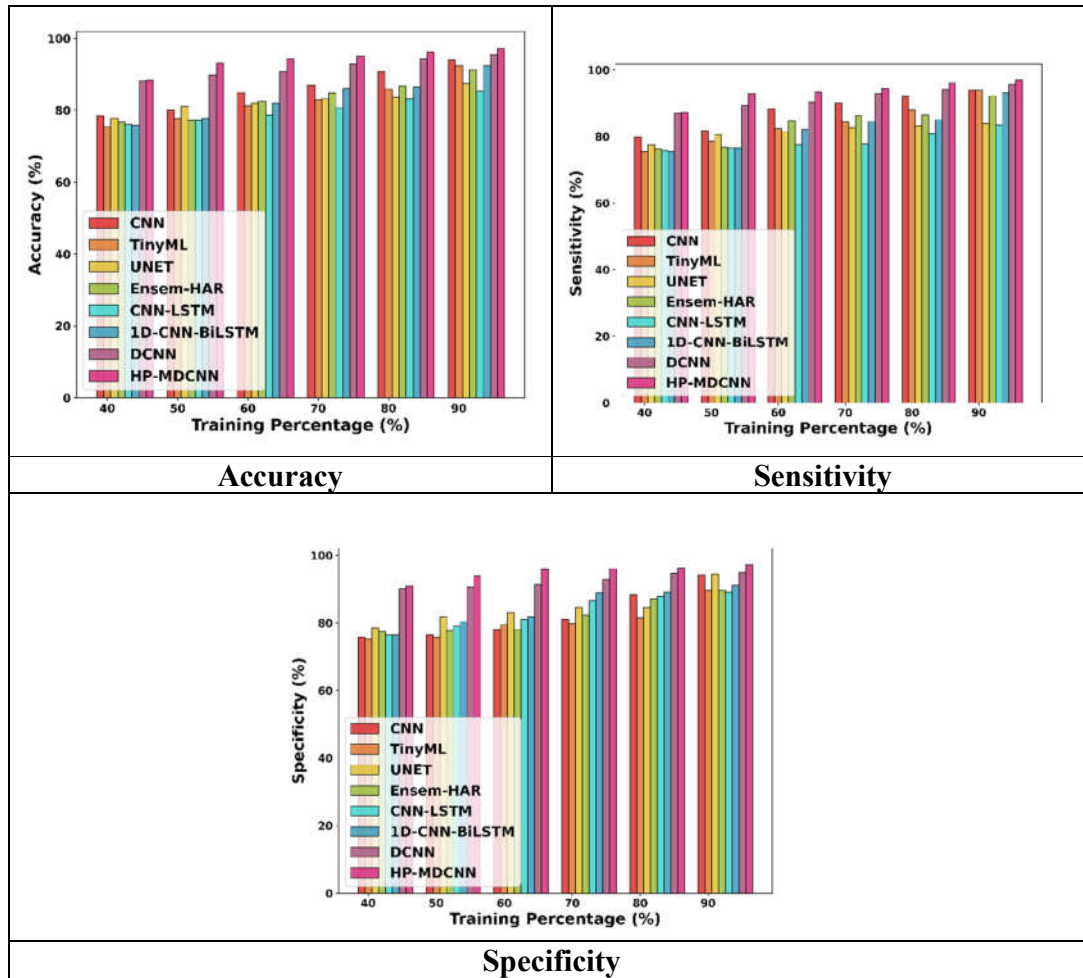 100
80
60
40
20
0
Accuracy (%)
CNN
TinyML
UNET
Ensem-HAR
CNN-LSTM
1D-CNN-BiLSTM
DCNN
HP-MDCNN
40 50 60 70 80 90
Training Percentage (%)
Accuracy
100
80
60
40
20
0
Sensitivity (%)
CNN
TinyML
UNET
Ensem-HAR
CNN-LSTM
1D-CNN-BiLSTM
DCNN
HP-MDCNN
40 50 60 70 80 90
Training Percentage (%)
Sensitivity
100
80
60
40
20
0
Specificity (%)
CNN
TinyML
UNET
Ensem-HAR
CNN-LSTM
1D-CNN-BiLSTM
DCNN
HP-MDCNN
40 50 60 70 80 90
Training Percentage (%)
Specificity